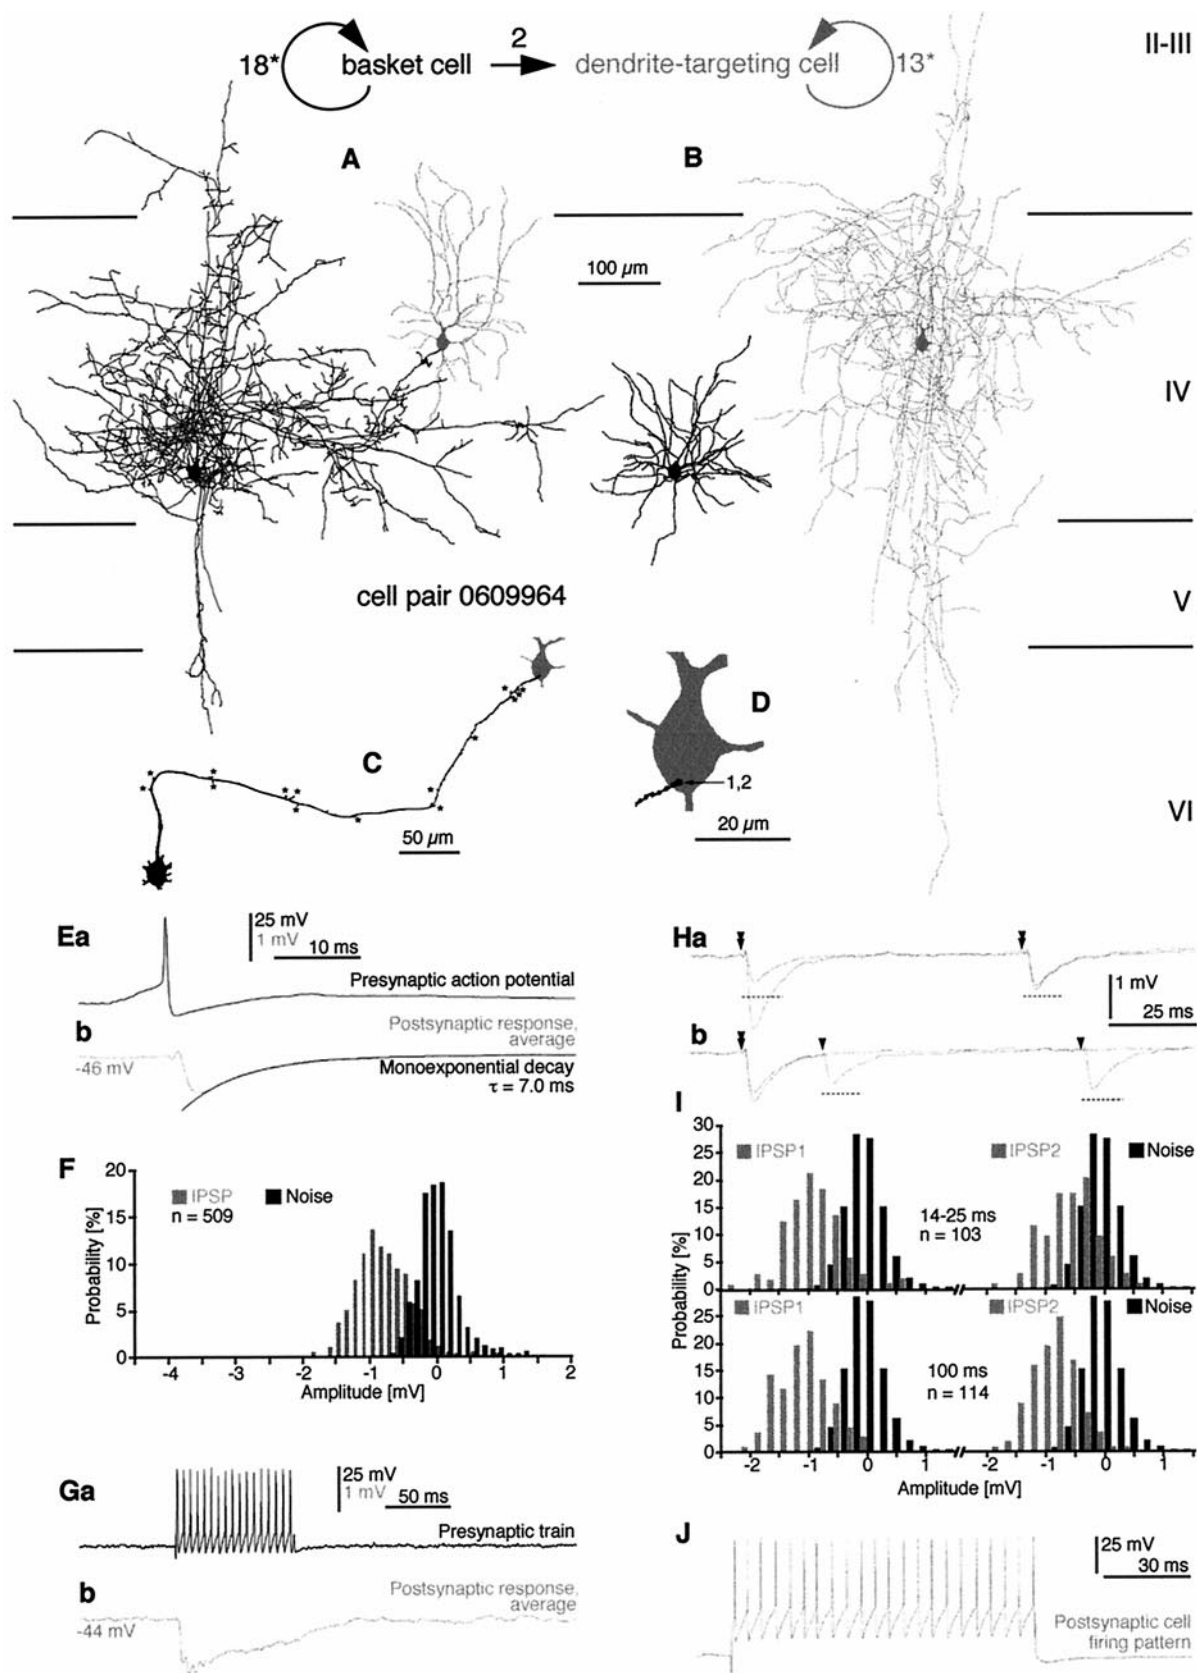 2
II-III
18* basket cell dendrite-targeting cell 13*
A
B
100 µm
IV
cell pair 0609964
V
C
D
1,2
50 µm
20 µm
VI
Ea
25 mV
1 mV
10 ms
Presynaptic action potential
b
Postsynaptic response,
average
-46 mV
Monoexponential decay
τ = 7.0 ms
F
20
15
10
5
0
Probability [%]
IPSP
Noise
n = 509
-4 -3 -2 -1 0 1 2
Amplitude [mV]
Ga
25 mV
1 mV
50 ms
Presynaptic train
b
Postsynaptic response,
average
-44 mV
Ha
1 mV
25 ms
b
I
30
25
20
15
10
5
0
IPSP1
IPSP2
Noise
14-25 ms
n = 103
Probability [%]
25
20
15
10
5
0
IPSP1
IPSP2
Noise
100 ms
n = 114
-2 -1 0 1 -2 -1 0 1
Amplitude [mV]
J
25 mV
30 ms
Postsynaptic cell
firing pattern